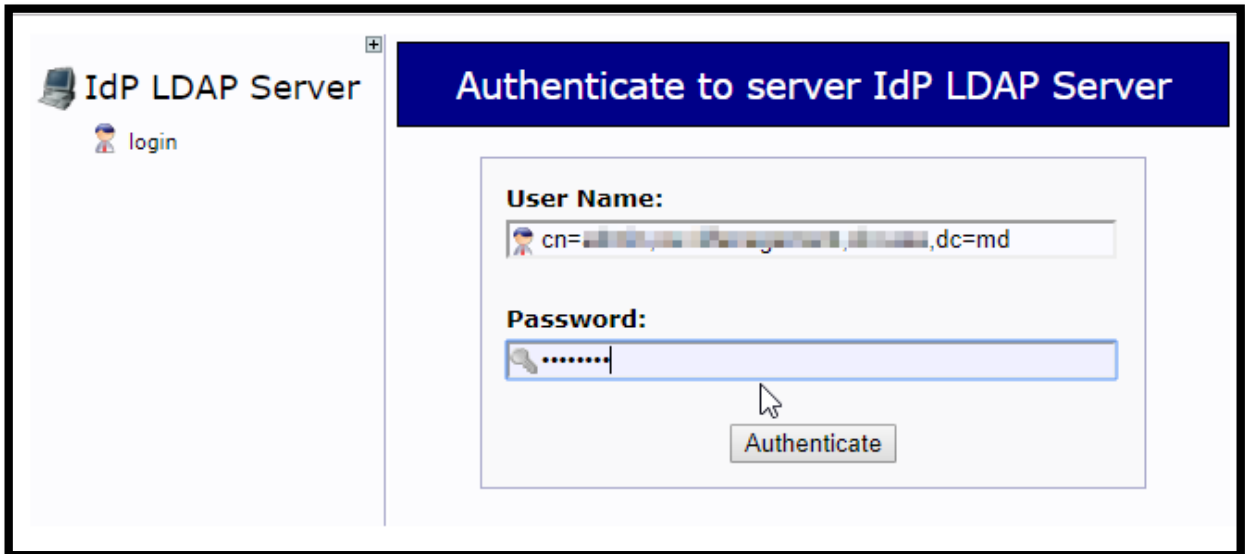 IdP LDAP Server
login
Authenticate to server IdP LDAP Server
User Name:
cn= ,dc=md
Password:
••••••••
Authenticate